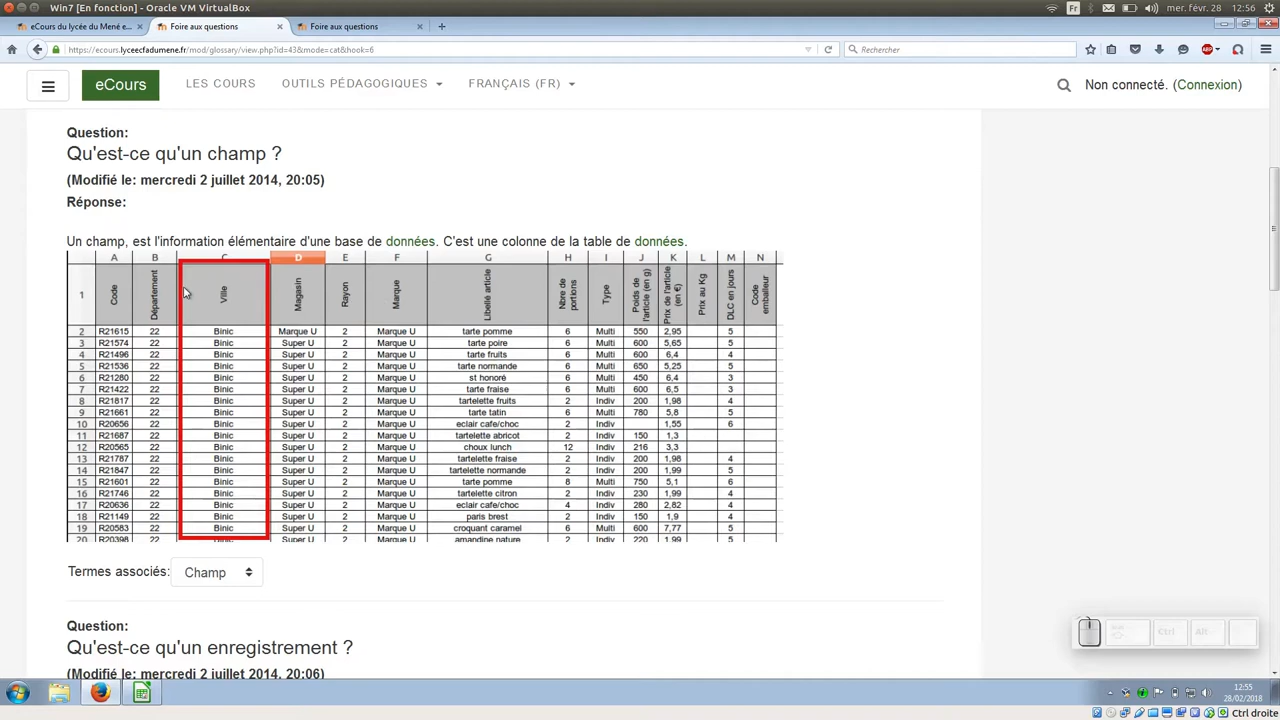 Win7 [En fonction] - Oracle VM VirtualBox
Fr
mer. févr. 28
12:56
eCours du lycée du Mené e...
Foire aux questions
Foire aux questions
https://ecours.lyceecfadumene.fr/mod/glossary/view.php?id=43&mode=cat&hook=6
Rechercher
ABP
eCours
LES COURS
OUTILS PÉDAGOGIQUES
FRANÇAIS (FR)
Non connecté. (Connexion)
Question:
Qu'est-ce qu'un champ ?
(Modifié le: mercredi 2 juillet 2014, 20:05)
Réponse:
Un champ, est l'information élémentaire d'une base de données. C'est une colonne de la table de données.
A B C D E F G H I J K L M N
1 Code Département Ville Magasin Rayon Marque Libellé article Nbre de portions Type Poids de l'article (en g) Prix de l'article (en €) Prix au Kg DLC en jours Code emballeur
2 R21615 22 Binic Marque U 2 Marque U tarte pomme 6 Multi 550 2,95 5
3 R21574 22 Binic Super U 2 Marque U tarte poire 6 Multi 600 5,65 5
4 R21496 22 Binic Super U 2 Marque U tarte fruits 6 Multi 600 6,4 4
5 R21536 22 Binic Super U 2 Marque U tarte normande 6 Multi 650 5,25 5
6 R21280 22 Binic Super U 2 Marque U st honoré 6 Multi 450 6,4 3
7 R21422 22 Binic Super U 2 Marque U tarte fraise 6 Multi 600 6,5 3
8 R21817 22 Binic Super U 2 Marque U tartelette fruits 2 Indiv 200 1,98 4
9 R21661 22 Binic Super U 2 Marque U tarte tatin 6 Multi 780 5,8 5
10 R20656 22 Binic Super U 2 Marque U eclair cafe/choc 2 Indiv 1,55 6
11 R21687 22 Binic Super U 2 Marque U tartelette abricot 2 Indiv 150 1,3
12 R20565 22 Binic Super U 2 Marque U choux lunch 12 Indiv 216 3,3
13 R21787 22 Binic Super U 2 Marque U tartelette fraise 2 Indiv 200 1,98 4
14 R21847 22 Binic Super U 2 Marque U tartelette normande 2 Indiv 200 1,99 5
15 R21601 22 Binic Super U 2 Marque U tarte pomme 8 Multi 750 5,1 6
16 R21746 22 Binic Super U 2 Marque U tartelette citron 2 Indiv 230 1,99 4
17 R20636 22 Binic Super U 2 Marque U eclair cafe/choc 4 Indiv 280 2,82 4
18 R21149 22 Binic Super U 2 Marque U paris brest 2 Indiv 150 1,9 4
19 R20583 22 Binic Super U 2 Marque U croquant caramel 6 Multi 600 7,77 5
20 R20398 22 Binic Super U 2 Marque U amandine nature 2 Indiv 220 1,99 5
Termes associés: Champ
Question:
Qu'est-ce qu'un enregistrement ?
(Modifié le: mercredi 2 juillet 2014, 20:06)
Ctrl
Alt
12:55
28/02/2018
Ctrl droite